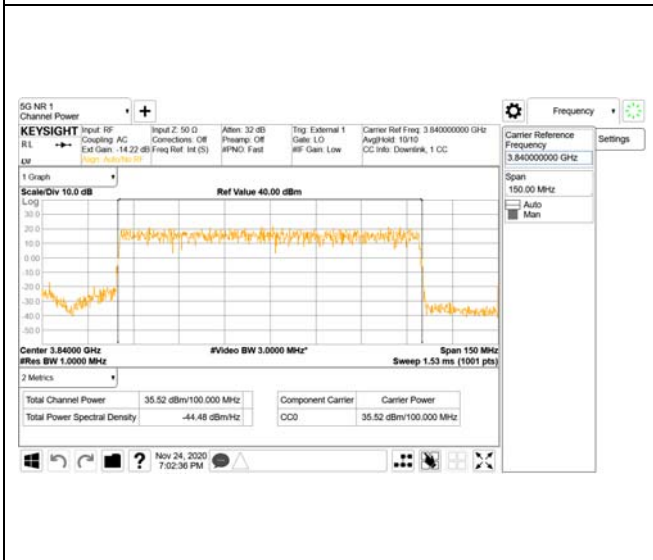 5G NR 1
Channel Power
+
Frequency
KEYSIGHT
Input: RF
Input Z: 50 Ω
Atten: 32 dB
Trig: External 1
Carrier Ref Freq: 3.840000000 GHz
RL
Coupling: AC
Corrections: Off
Preamp: Off
Gate: LO
Avg|Hold: 10/10
Ext Gain: -14.22 dB
Freq Ref: Int (S)
#PNO: Fast
#IF Gain: Low
CC Info: Downlink, 1 CC
Align: Auto/No RF
Carrier Reference
Frequency
3.840000000 GHz
Settings
Span
150.00 MHz
Auto
Man
1 Graph
Scale/Div 10.0 dB
Ref Value 40.00 dBm
Log
30.0
20.0
10.0
0.00
-10.0
-20.0
-30.0
-40.0
-50.0
Center 3.84000 GHz
#Video BW 3.0000 MHz*
Span 150 MHz
#Res BW 1.0000 MHz
Sweep 1.53 ms (1001 pts)
2 Metrics
Total Channel Power
35.52 dBm/100.000 MHz
Total Power Spectral Density
-44.48 dBm/Hz
Component Carrier
Carrier Power
CC0
35.52 dBm/100.000 MHz
?
Nov 24, 2020
7:02:36 PM